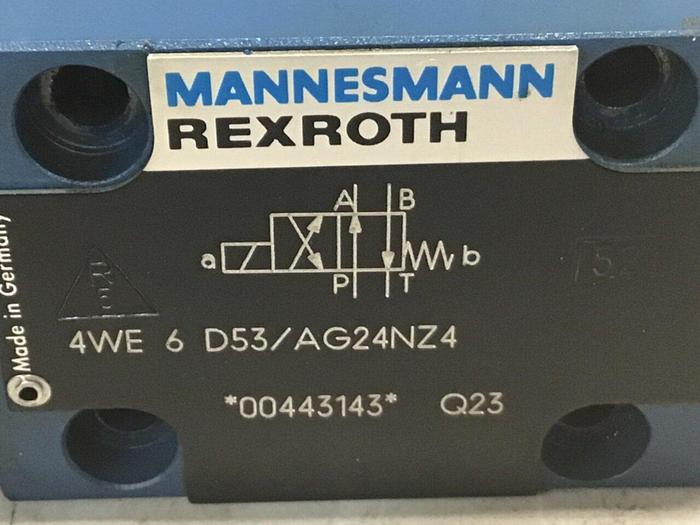 MANNESMANN
REXROTH
A B
a b
P T
4WE 6 D53/AG24NZ4
*00443143* Q23
Made in Germany